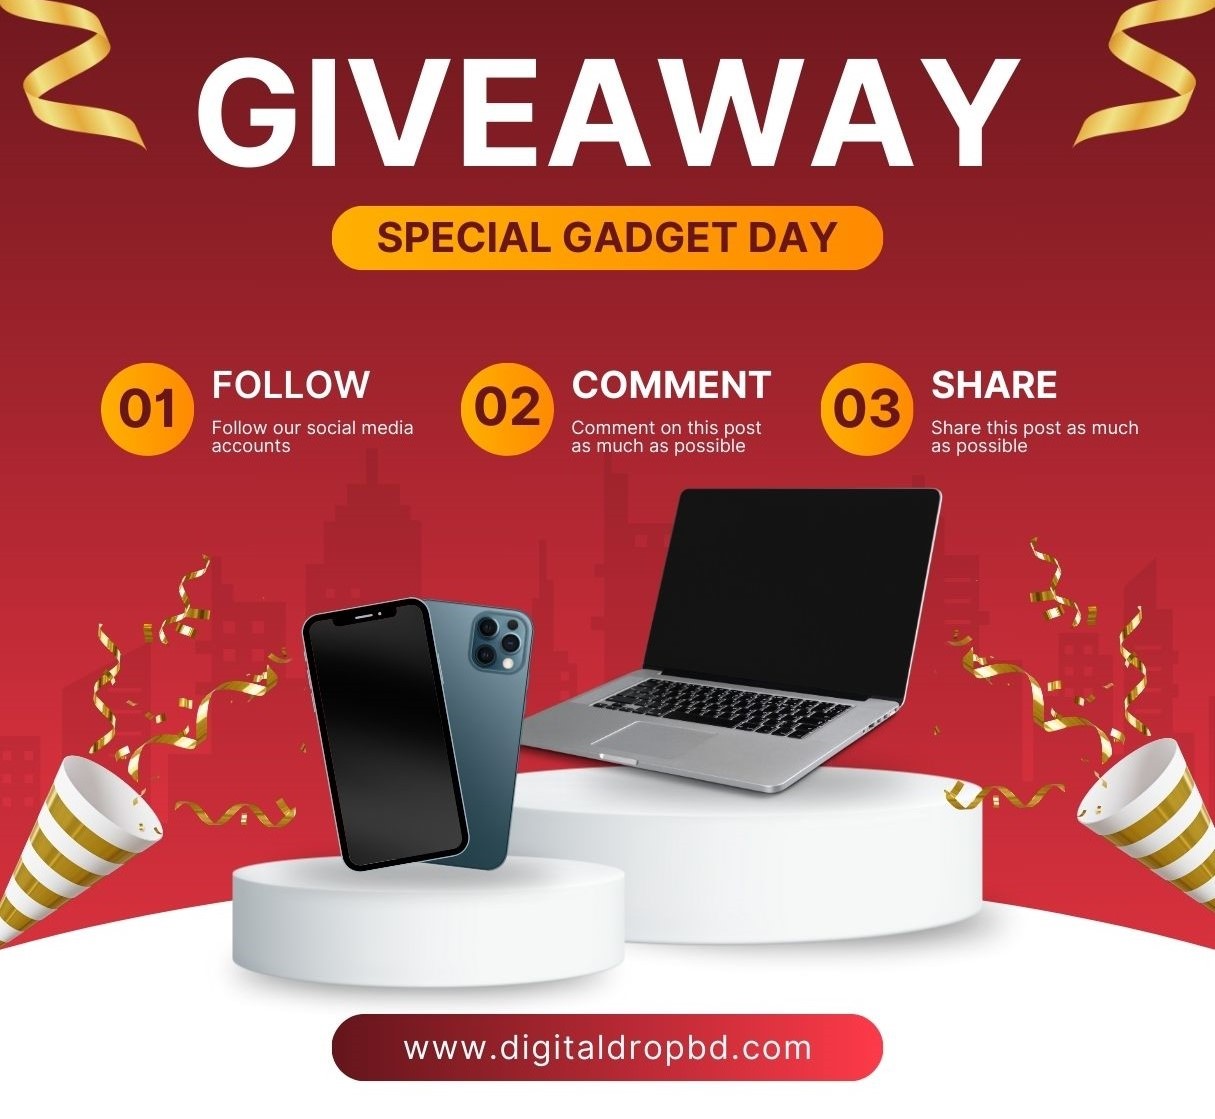 GIVEAWAY
SPECIAL GADGET DAY
01
FOLLOW
Follow our social media
accounts
02
COMMENT
Comment on this post
as much as possible
03
SHARE
Share this post as much
as possible
www.digitaldropbd.com